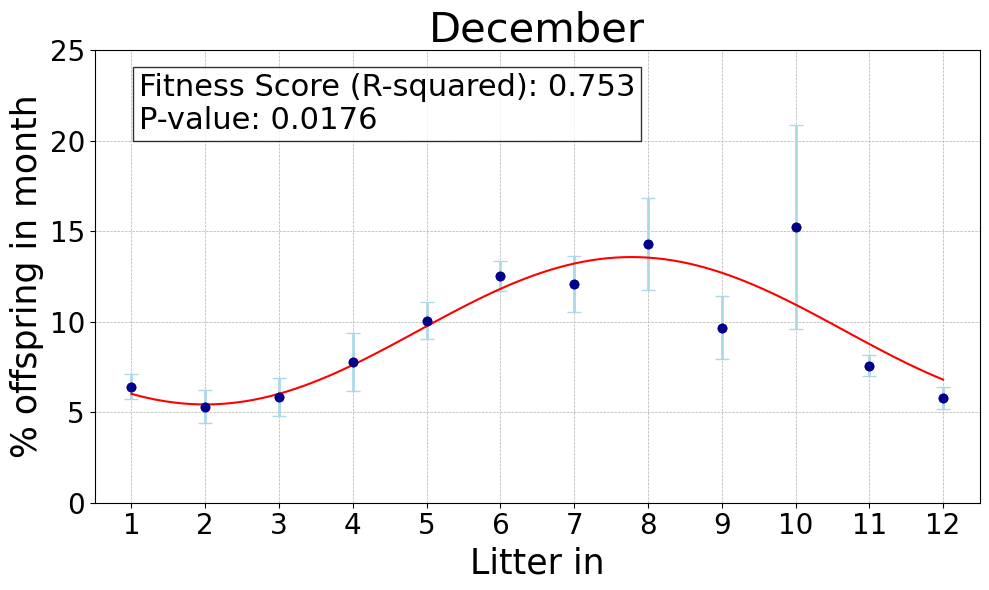 December
% offspring in month
25
20
15
10
5
0
Fitness Score (R-squared): 0.753
P-value: 0.0176
1 2 3 4 5 6 7 8 9 10 11 12
Litter in